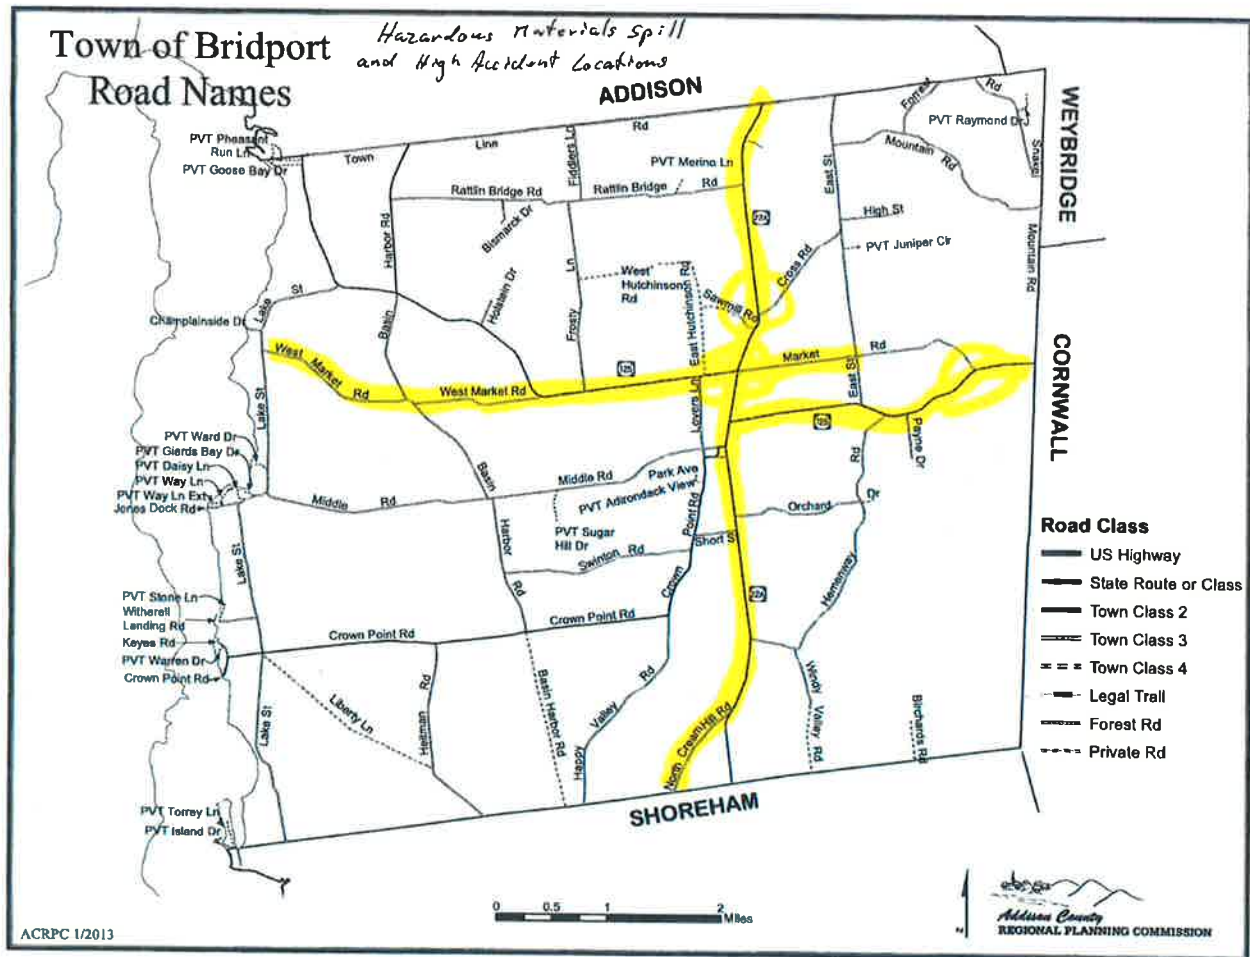 Town of Bridport
Road Names
Hazardous Materials Spill
and High Accident Locations
ADDISON
WEYBRIDGE
CORNWALL
SHOREHAM
PVT Pheasant
Run Ln
PVT Goose Bay Dr
Town
Line
Rd
Fiddlers Ln
PVT Merino Ln
Rattlin Bridge Rd
Rattlin Bridge
Rd
Bismarck Dr
Harbor Rd
Basin
Holstein Dr
Frosty
Ln
West
Hutchinson
Rd
East Hutchinson Rd
Sawmill Rd
Cross Rd
22A
East St
High St
PVT Juniper Cir
Forrest
Rd
PVT Raymond Dr
Mountain
Rd
Snake
Mountain Rd
Lake
St
Champlainside Dr
West
Market
Rd
West Market Rd
125
Market
Rd
East St
Lovers Ln
Lake St
125
Payne Dr
PVT Ward Dr
PVT Giards Bay Dr
PVT Daisy Ln
PVT Way Ln
PVT Way Ln Ext
Jones Dock Rd
Middle
Rd
Basin
Middle Rd
Park Ave
PVT Adirondack View
PVT Sugar
Hill Dr
Harbor
Rd
Swinton Rd
Short St
Point Rd
Crown
Orchard
Dr
Rd
Hemenway
22A
Lake St
PVT Stone Ln
Witherell
Landing Rd
Keyes Rd
PVT Warren Dr
Crown Point Rd
Crown Point Rd
Crown Point Rd
Liberty Ln
Heitman
Rd
Basin Harbor Rd
Happy
Valley
Rd
North Cream Hill Rd
Windy
Valley
Rd
Birchards Rd
Lake St
PVT Torrey Ln
PVT Island Dr
Road Class
US Highway
State Route or Class
Town Class 2
Town Class 3
Town Class 4
Legal Trail
Forest Rd
Private Rd
0 0.5 1 2
Miles
N
Addison County
REGIONAL PLANNING COMMISSION
ACRPC 1/2013